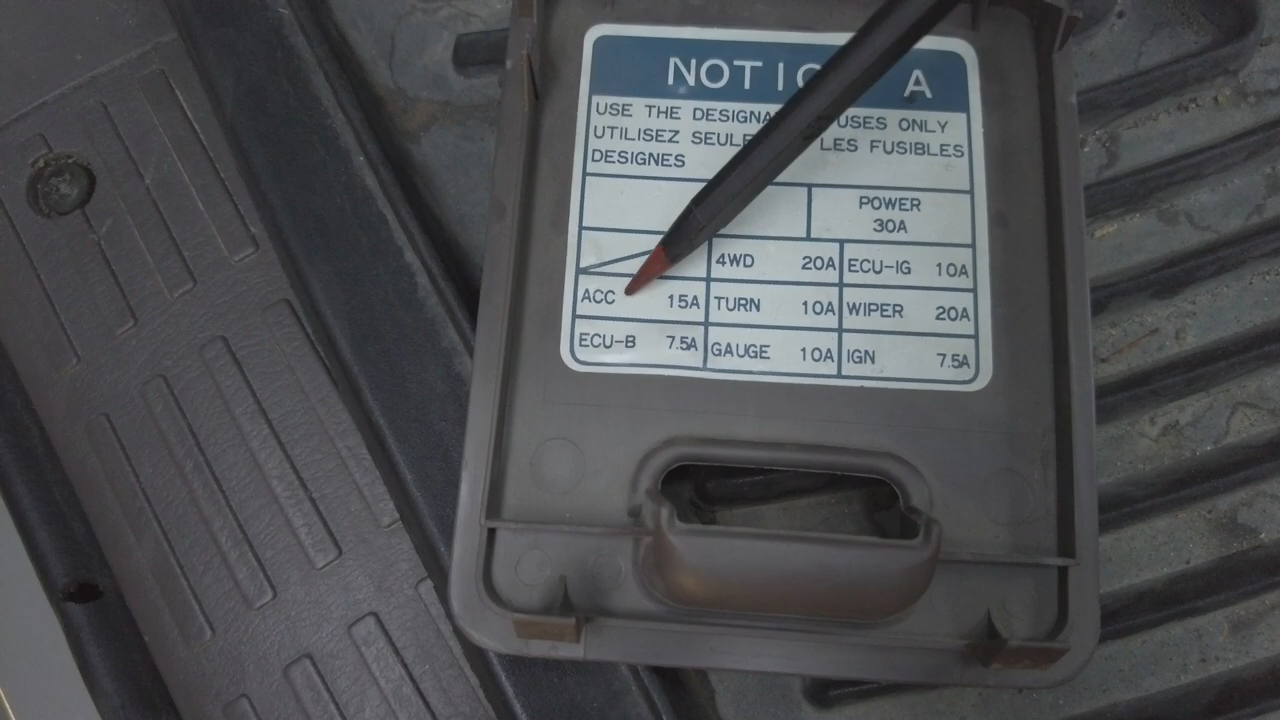 NOTIC A
USE THE DESIGNA USES ONLY
UTILISEZ SEULE LES FUSIBLES
DESIGNES
POWER
30A
4WD 20A ECU-IG 10A
ACC 15A TURN 10A WIPER 20A
ECU-B 7.5A GAUGE 10A IGN 7.5A